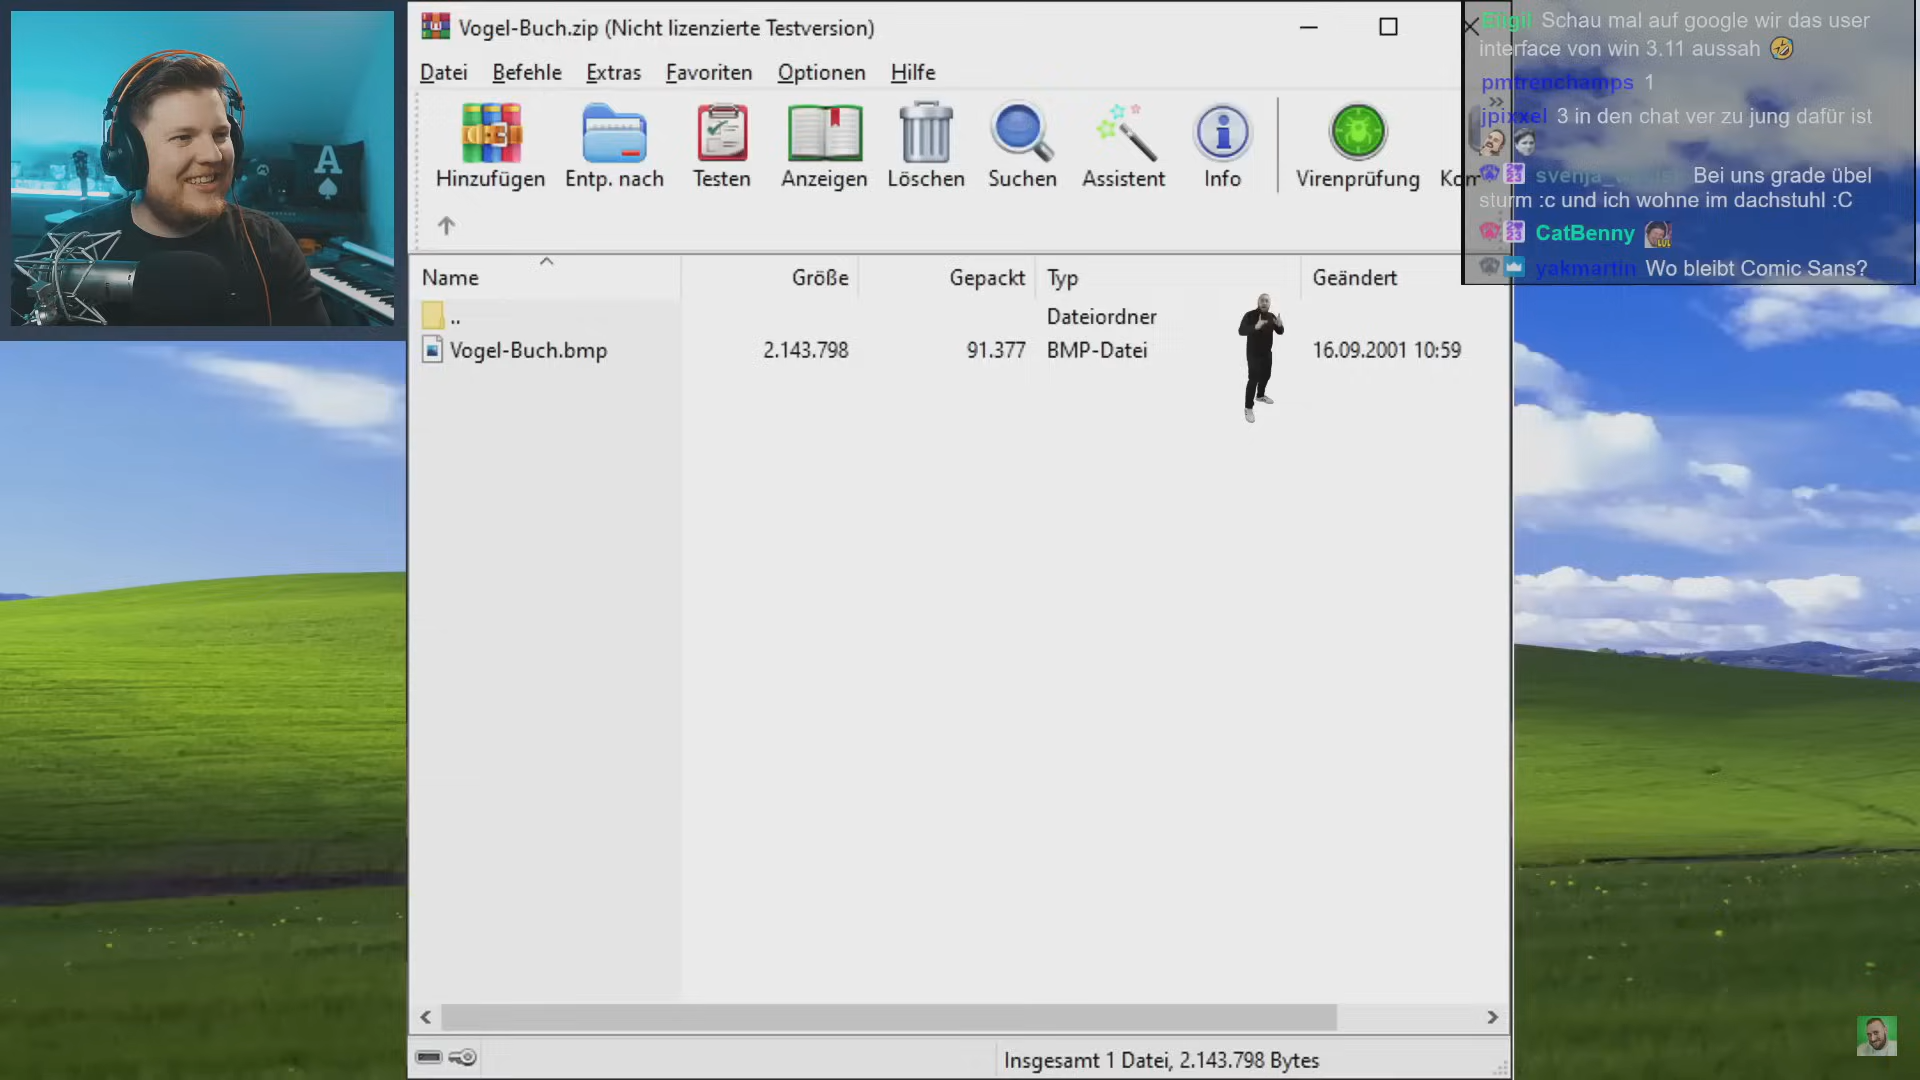 Vogel-Buch.zip (Nicht lizenzierte Testversion)
Datei Befehle Extras Favoriten Optionen Hilfe
Hinzufügen Entp. nach Testen Anzeigen Löschen Suchen Assistent Info Virenprüfung
Name Größe Gepackt Typ Geändert
.. Dateiordner
Vogel-Buch.bmp 2.143.798 91.377 BMP-Datei 16.09.2001 10:59
Insgesamt 1 Datei, 2.143.798 Bytes
Schau mal auf google wir das user
interface von win 3.11 aussah
pmtrenchamps 1
jpixxel 3 in den chat ver zu jung dafür ist
Bei uns grade übel
sturm :c und ich wohne im dachstuhl :C
CatBenny
yakmartin Wo bleibt Comic Sans?
A